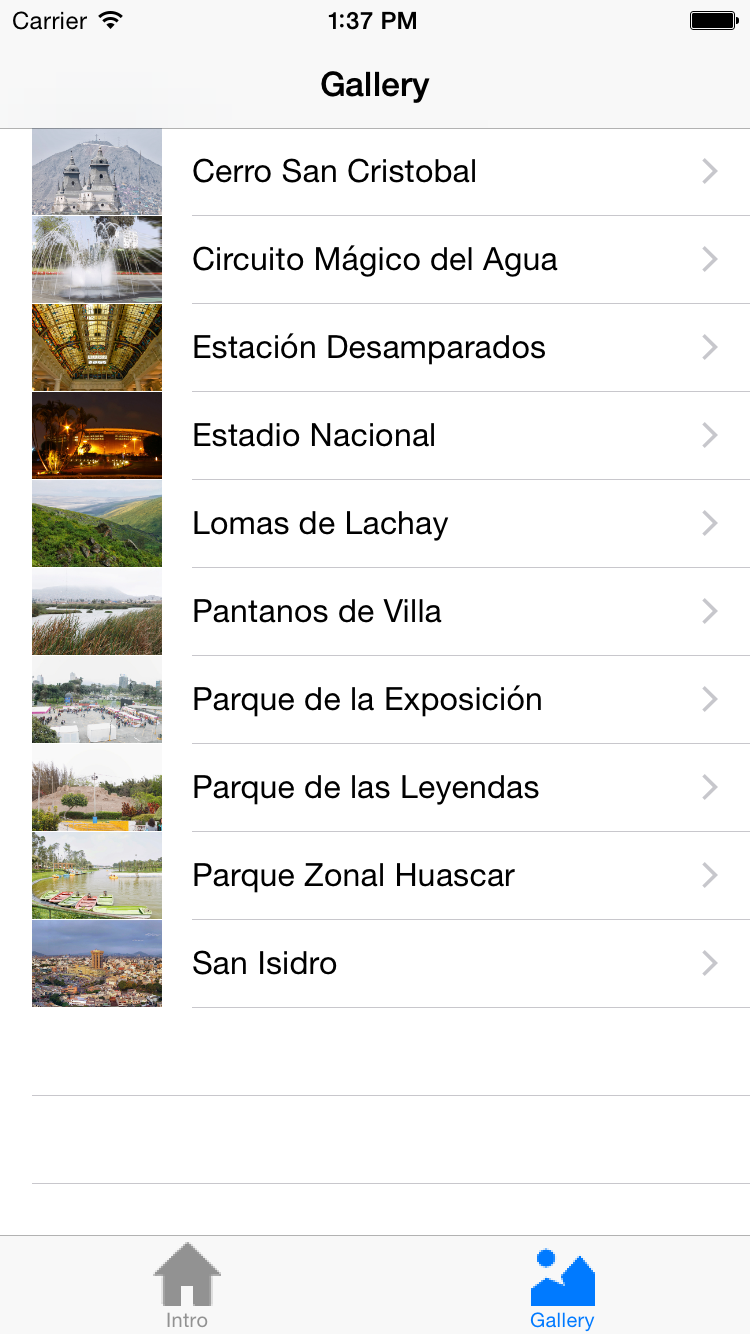 Carrier 1:37 PM
Gallery
Cerro San Cristobal
Circuito Mágico del Agua
Estación Desamparados
Estadio Nacional
Lomas de Lachay
Pantanos de Villa
Parque de la Exposición
Parque de las Leyendas
Parque Zonal Huascar
San Isidro
Intro Gallery